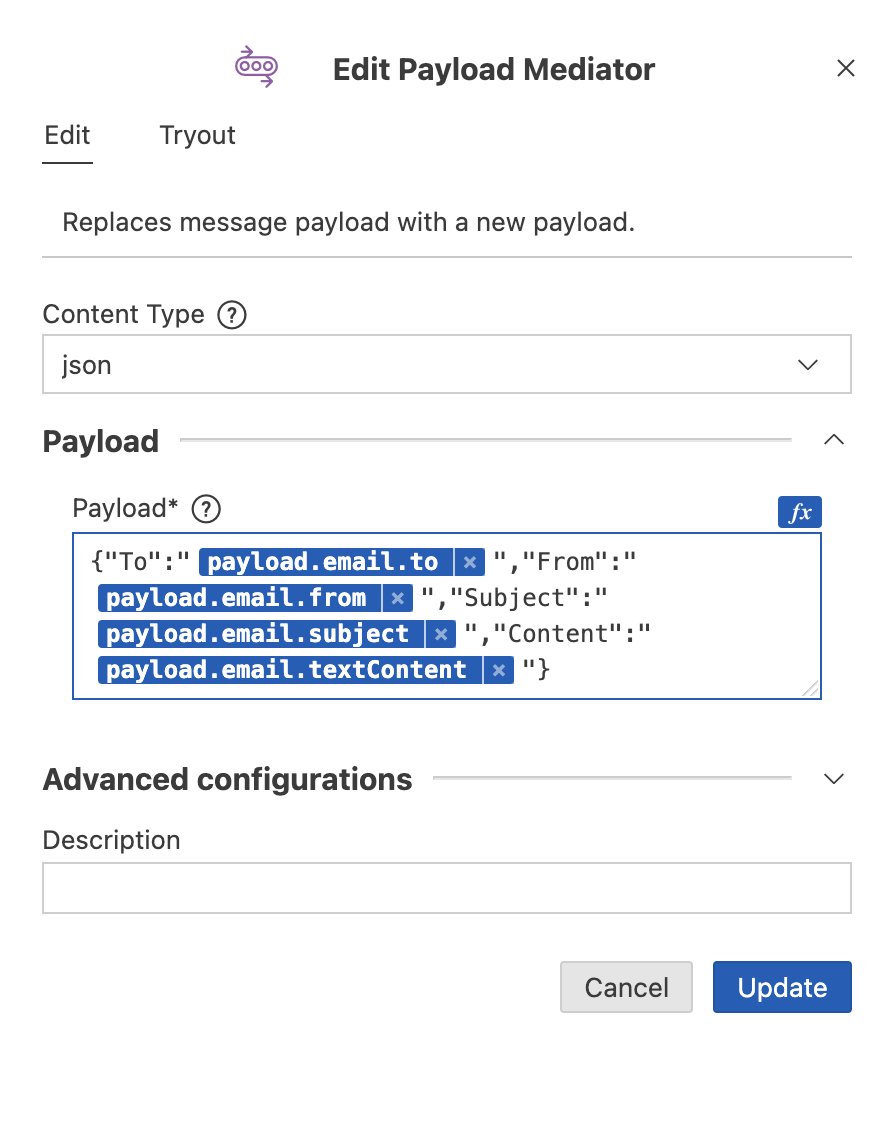 Edit Payload Mediator
Edit Tryout
Replaces message payload with a new payload.
Content Type ?
json
Payload
Payload* ?
fx
{"To":" payload.email.to × ","From":"
payload.email.from × ","Subject":"
payload.email.subject × ","Content":"
payload.email.textContent × "}
Advanced configurations
Description
Cancel Update